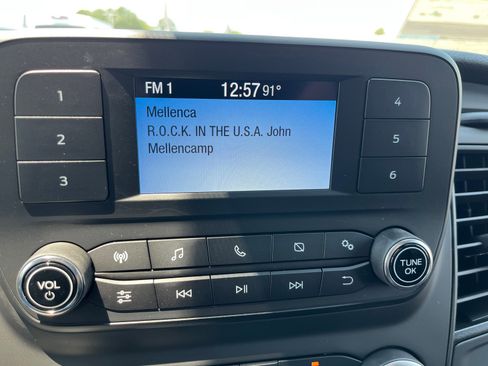 FM 1 12:57 91°
Mellenca
R.O.C.K. IN THE U.S.A. John
Mellencamp
1
2
3
4
5
6
VOL
TUNE
OK